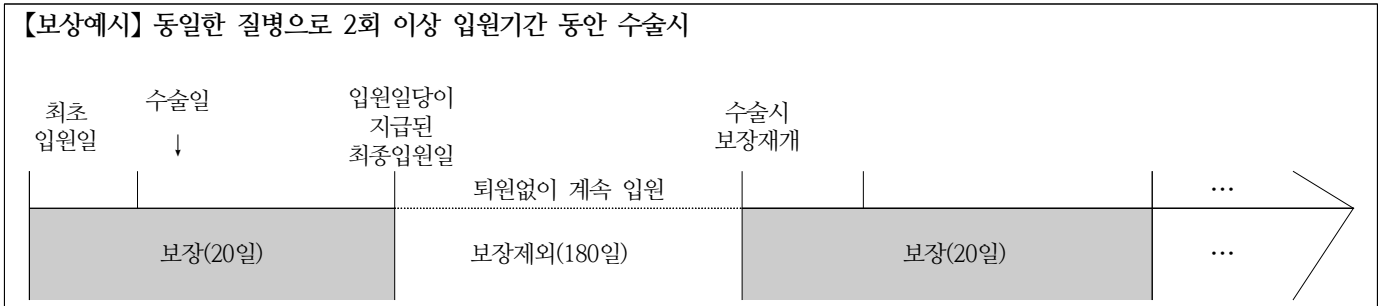 【보상예시】 동일한 질병으로 2회 이상 입원기간 동안 수술시
최초
입원일
수술일
↓
입원일당이
지급된
최종입원일
수술시
보장재개
퇴원없이 계속 입원
…
보장(20일)
보장제외(180일)
보장(20일)
…